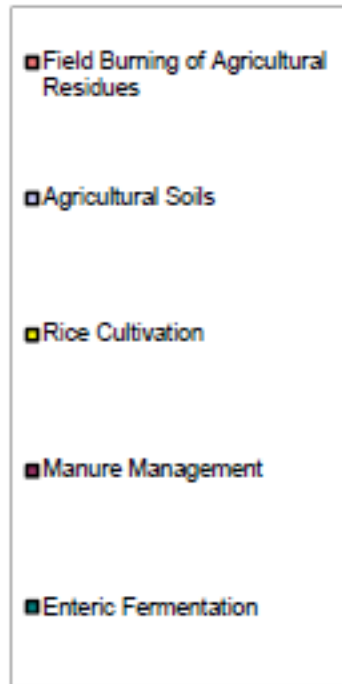 Field Burning of Agricultural
Residues
Agricultural Soils
Rice Cultivation
Manure Management
Enteric Fermentation